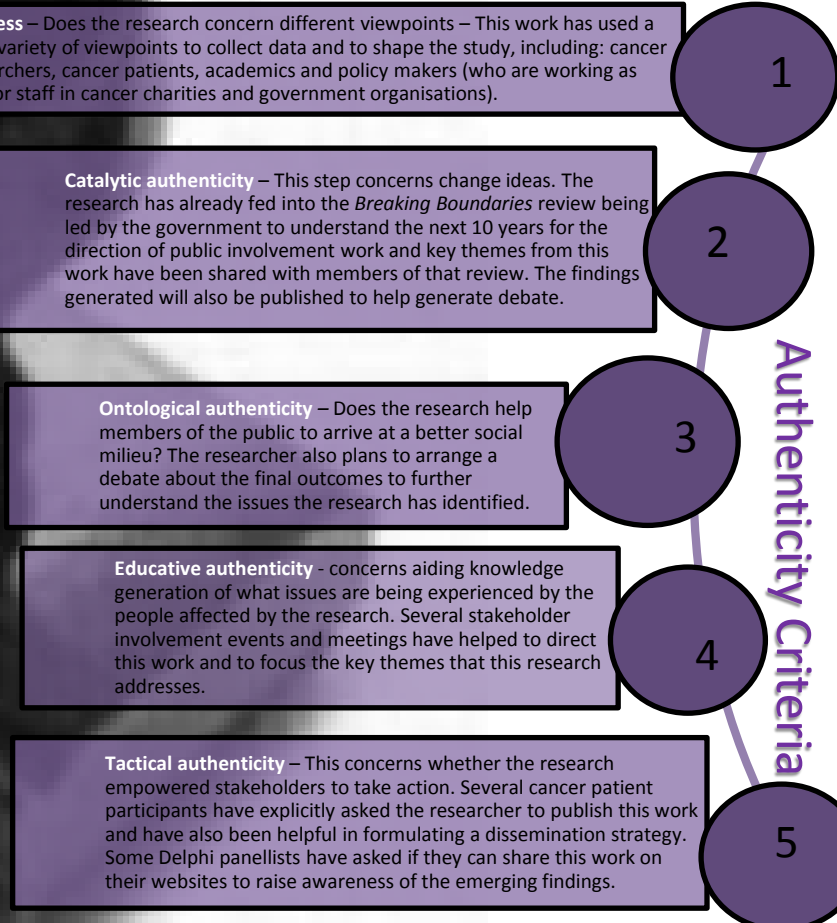 ess – Does the research concern different viewpoints – This work has used a
variety of viewpoints to collect data and to shape the study, including: cancer
rchers, cancer patients, academics and policy makers (who are working as
or staff in cancer charities and government organisations).
1
Catalytic authenticity – This step concerns change ideas. The
research has already fed into the Breaking Boundaries review being
led by the government to understand the next 10 years for the
direction of public involvement work and key themes from this
work have been shared with members of that review. The findings
generated will also be published to help generate debate.
2
Ontological authenticity – Does the research help
members of the public to arrive at a better social
milieu? The researcher also plans to arrange a
debate about the final outcomes to further
understand the issues the research has identified.
3
Educative authenticity - concerns aiding knowledge
generation of what issues are being experienced by the
people affected by the research. Several stakeholder
involvement events and meetings have helped to direct
this work and to focus the key themes that this research
addresses.
4
Tactical authenticity – This concerns whether the research
empowered stakeholders to take action. Several cancer patient
participants have explicitly asked the researcher to publish this work
and have also been helpful in formulating a dissemination strategy.
Some Delphi panellists have asked if they can share this work on
their websites to raise awareness of the emerging findings.
5
Authenticity Criteria